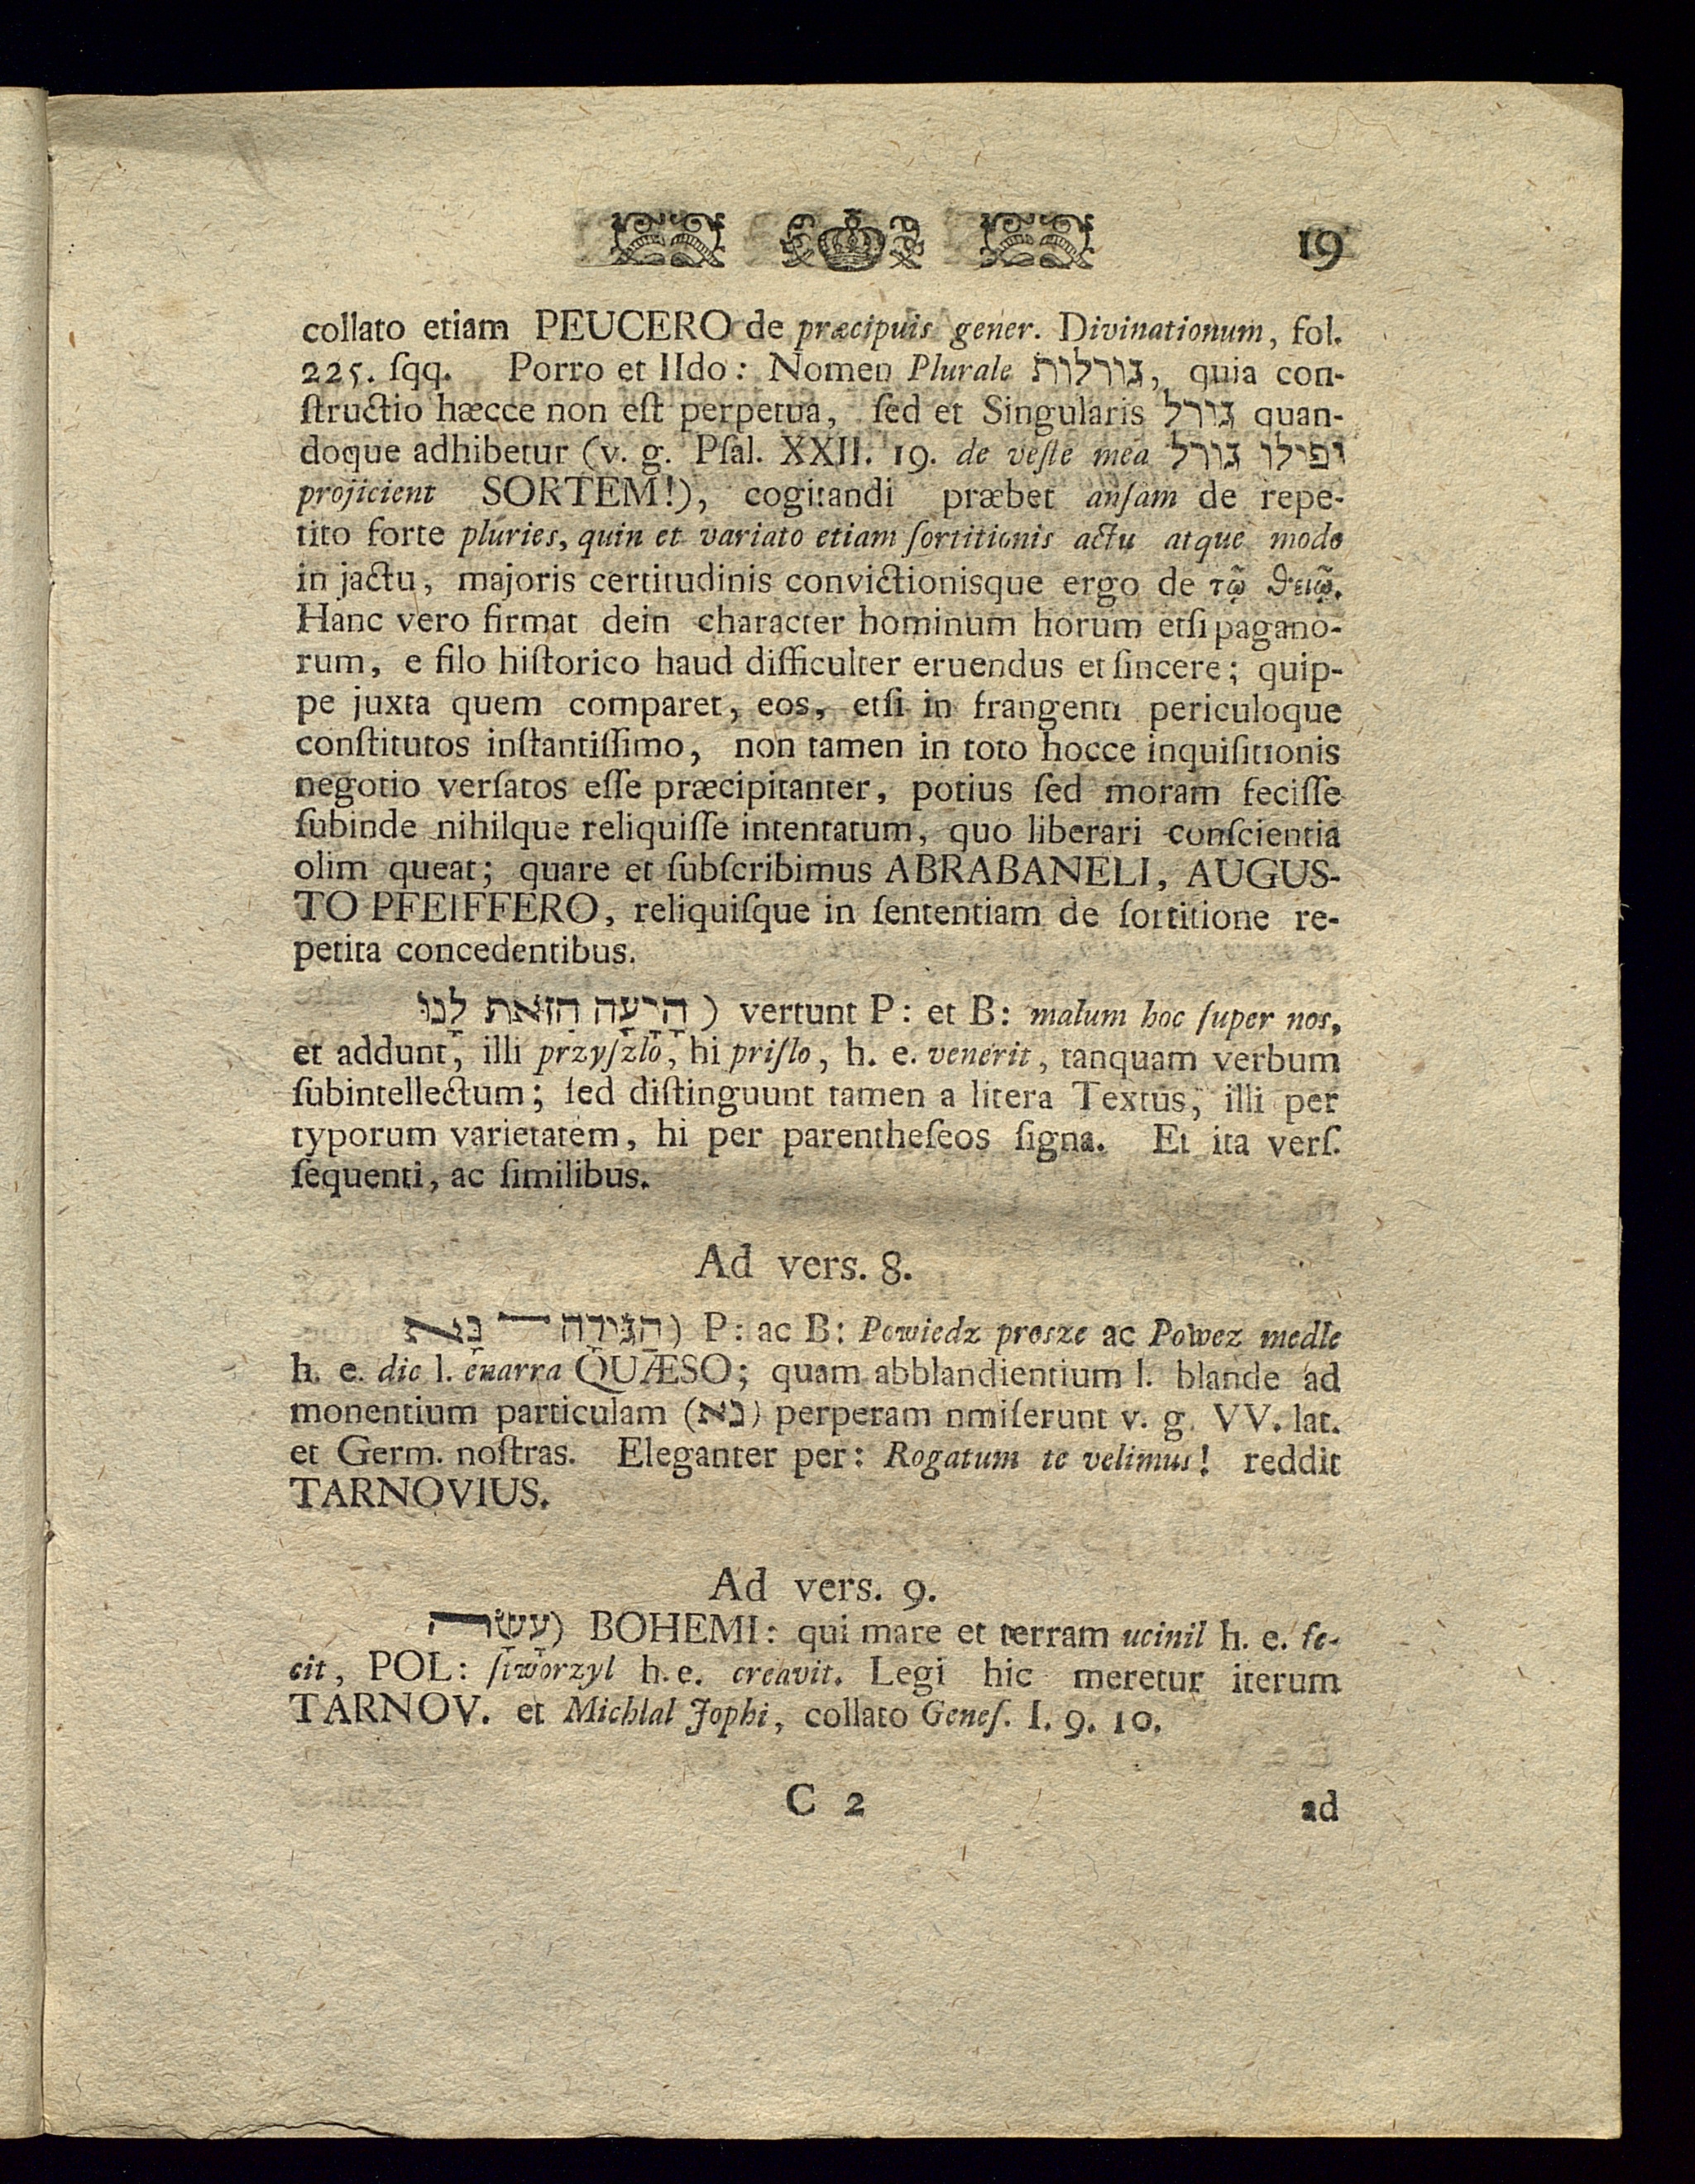 19
collato etiam PEUCERO de præcipuis gener. Divinationum, fol.
225. ſqq. Porro et IIdo: Nomen Plurale גורלות, quia con-
ſtructio hæcce non eſt perpetua, ſed et Singularis גורל quan-
doque adhibetur (v. g. Pſal. XXII. 19. de veſte mea יפילו גורל
projicient SORTEM!), cogitandi præbet anſam de repe-
tito forte pluries, quin et variato etiam ſortitionis actu atque modo
in jactu, majoris certitudinis convictionisque ergo de τῷ θειῷ.
Hanc vero firmat dein character hominum horum etſi pagano-
rum, e filo hiſtorico haud difficulter eruendus et ſincere; quip-
pe juxta quem comparet, eos, etſi in frangenti periculoque
conſtitutos inſtantiſſimo, non tamen in toto hocce inquiſitionis
negotio verſatos eſſe præcipitanter, potius ſed moram feciſſe
ſubinde nihilque reliquiſſe intentatum, quo liberari conſcientia
olim queat; quare et ſubſcribimus ABRABANELI, AUGUS-
TO PFEIFFERO, reliquiſque in ſententiam de ſortitione re-
petita concedentibus.
הָרָעָה הַזּאת לָנוּ) vertunt P: et B: malum hoc ſuper nos,
et addunt, illi przyſzlo, hi priſlo, h. e. venerit, tanquam verbum
ſubintellectum; ſed diſtinguunt tamen a litera Textus, illi per
typorum varietatem, hi per parentheſeos ſigna. Et ita verſ.
ſequenti, ac ſimilibus.
Ad vers. 8.
הַגִּידָה — נָא) P: ac B: Powiedz prosze ac Powez medle
h. e. dic l. enarra QUÆSO; quam abblandientium l. blande ad
monentium particulam (נא) perperam nmiſerunt v. g. VV. lat.
et Germ. noſtras. Eleganter per: Rogatum te velimus! reddit
TARNOVIUS.
Ad vers. 9.
עָשָׂה) BOHEMI: qui mare et terram ucinil h. e. fe-
cit, POL: ſtworzyl h. e. creavit. Legi hic meretur iterum
TARNOV. et Michlal Jophi, collato Geneſ. I. 9. 10.
C 2 ad